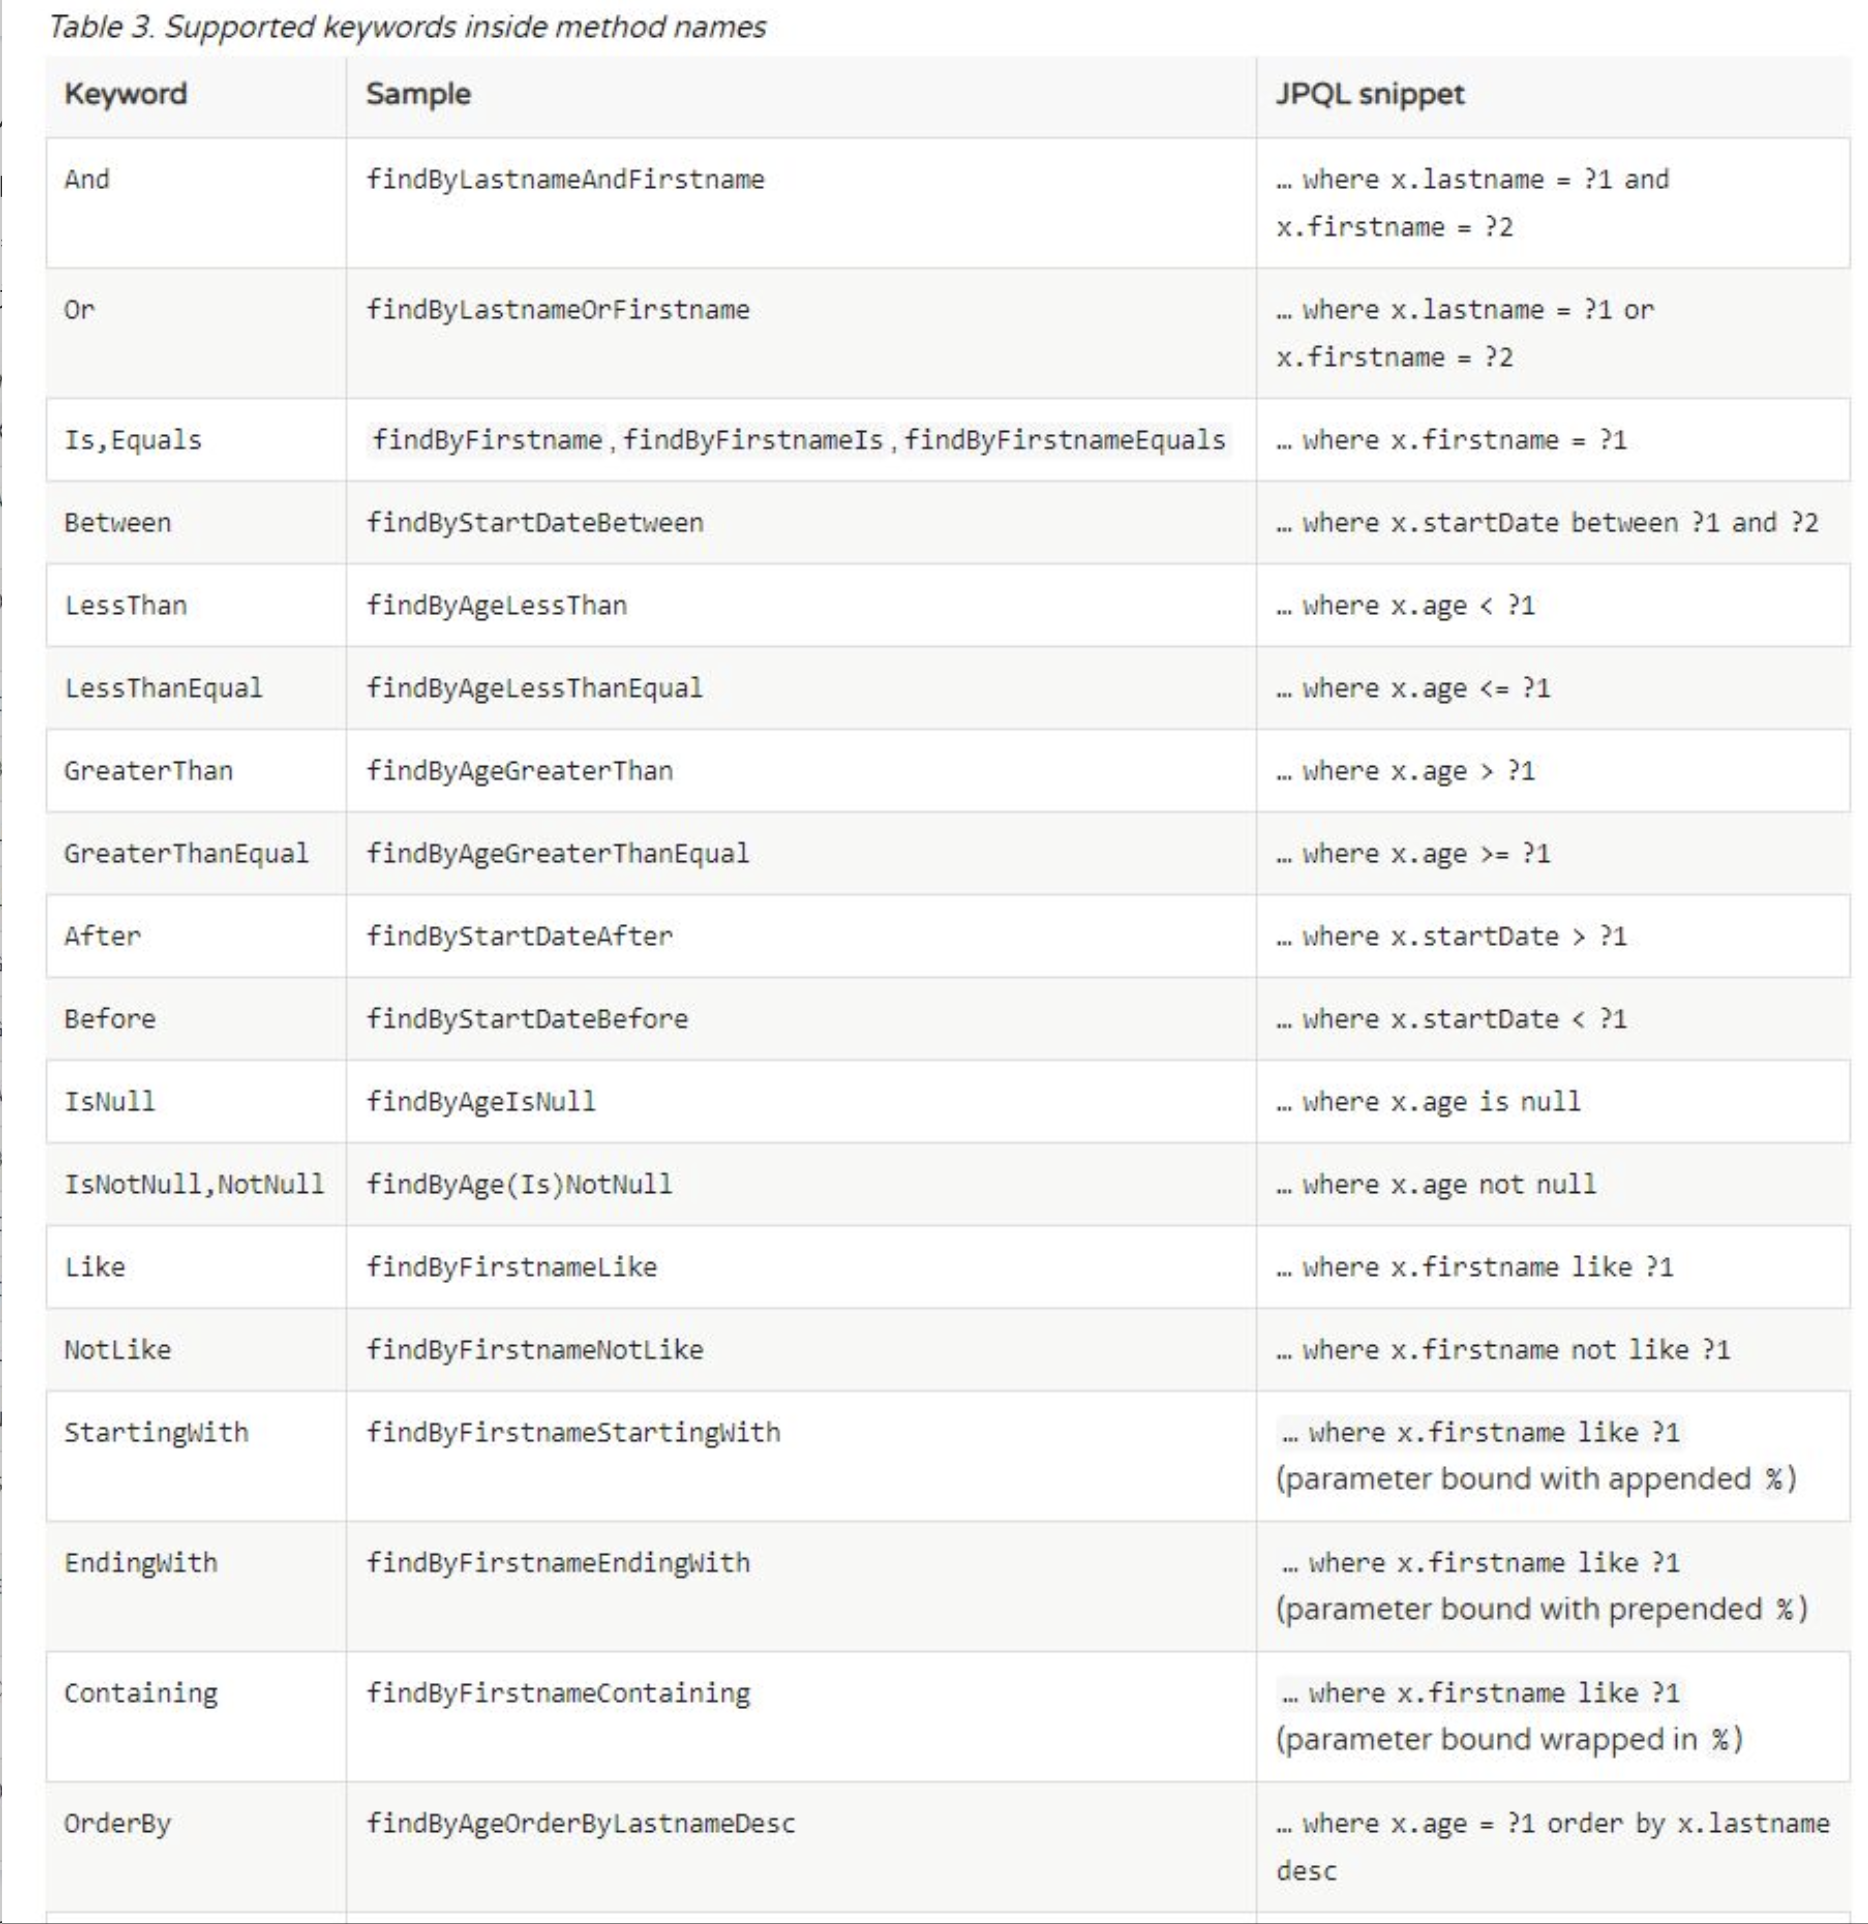 Table 3. Supported keywords inside method names
Keyword Sample JPQL snippet
And findByLastnameAndFirstname … where x.lastname = ?1 and
x.firstname = ?2
Or findByLastnameOrFirstname … where x.lastname = ?1 or
x.firstname = ?2
Is,Equals findByFirstname,findByFirstnameIs,findByFirstnameEquals … where x.firstname = ?1
Between findByStartDateBetween … where x.startDate between ?1 and ?2
LessThan findByAgeLessThan … where x.age < ?1
LessThanEqual findByAgeLessThanEqual … where x.age <= ?1
GreaterThan findByAgeGreaterThan … where x.age > ?1
GreaterThanEqual findByAgeGreaterThanEqual … where x.age >= ?1
After findByStartDateAfter … where x.startDate > ?1
Before findByStartDateBefore … where x.startDate < ?1
IsNull findByAgeIsNull … where x.age is null
IsNotNull,NotNull findByAge(Is)NotNull … where x.age not null
Like findByFirstnameLike … where x.firstname like ?1
NotLike findByFirstnameNotLike … where x.firstname not like ?1
StartingWith findByFirstnameStartingWith … where x.firstname like ?1
(parameter bound with appended %)
EndingWith findByFirstnameEndingWith … where x.firstname like ?1
(parameter bound with prepended %)
Containing findByFirstnameContaining … where x.firstname like ?1
(parameter bound wrapped in %)
OrderBy findByAgeOrderByLastnameDesc … where x.age = ?1 order by x.lastname
desc